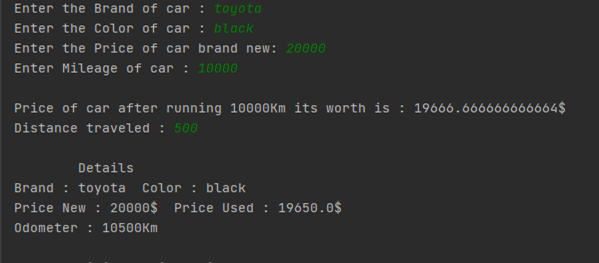 Enter the Brand of car : toyota
Enter the Color of car : black
Enter the Price of car brand new: 20000
Enter Mileage of car : 10000
Price of car after running 10000Km its worth is : 19666.666666666664$
Distance traveled : 500
Details
Brand : toyota  Color : black
Price New : 20000$  Price Used : 19650.0$
Odometer : 10500Km